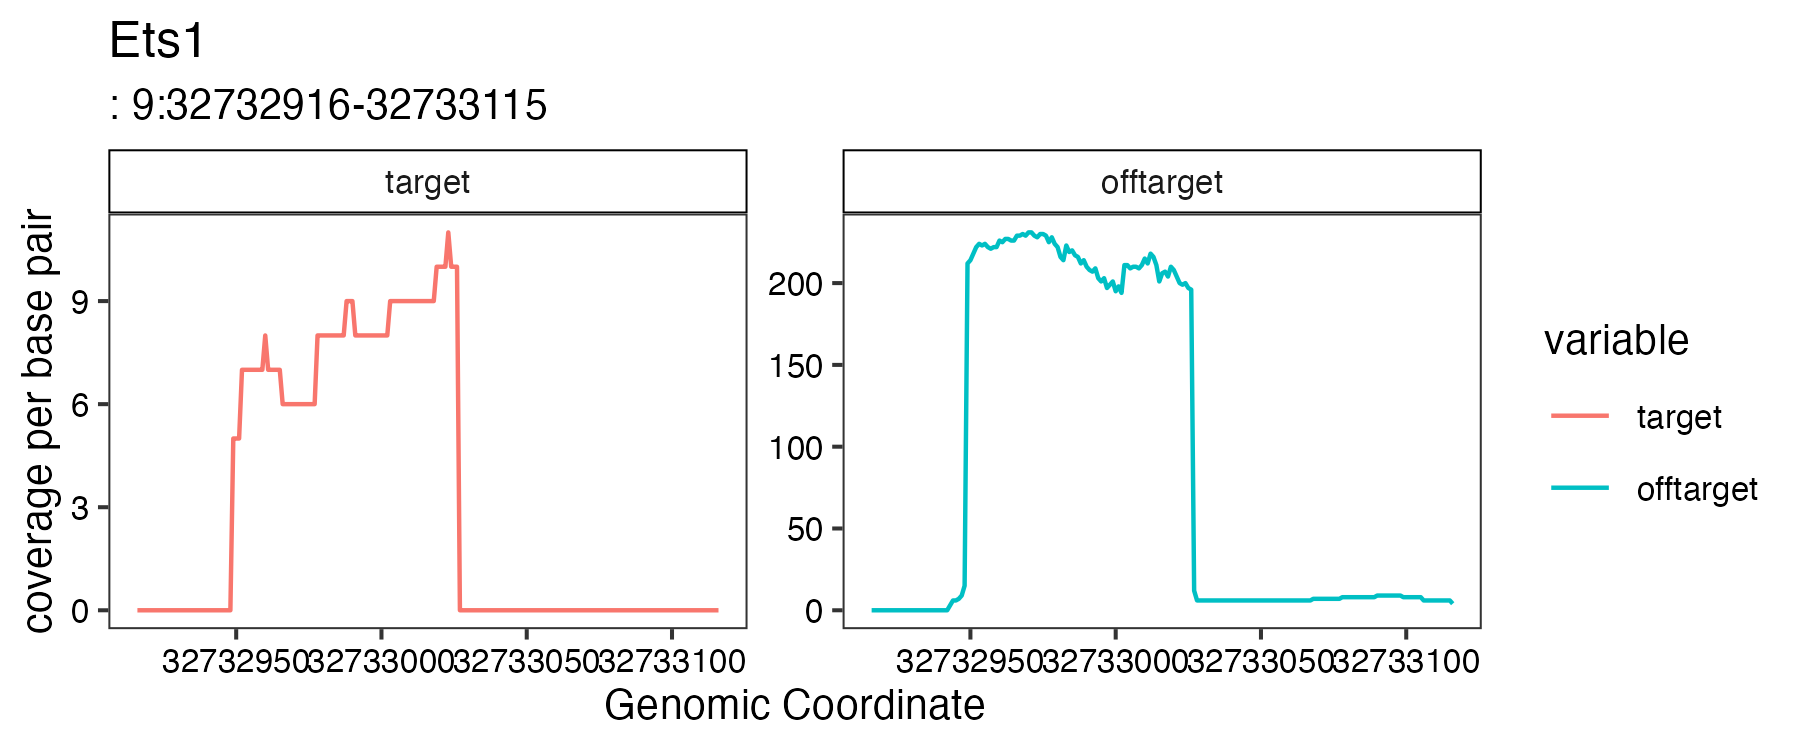 Ets1
: 9:32732916-32733115
target
offtarget
coverage per base pair
9
6
3
0
200
150
100
50
0
32732950 32733000 32733050 32733100
32732950 32733000 32733050 32733100
Genomic Coordinate
variable
target
offtarget